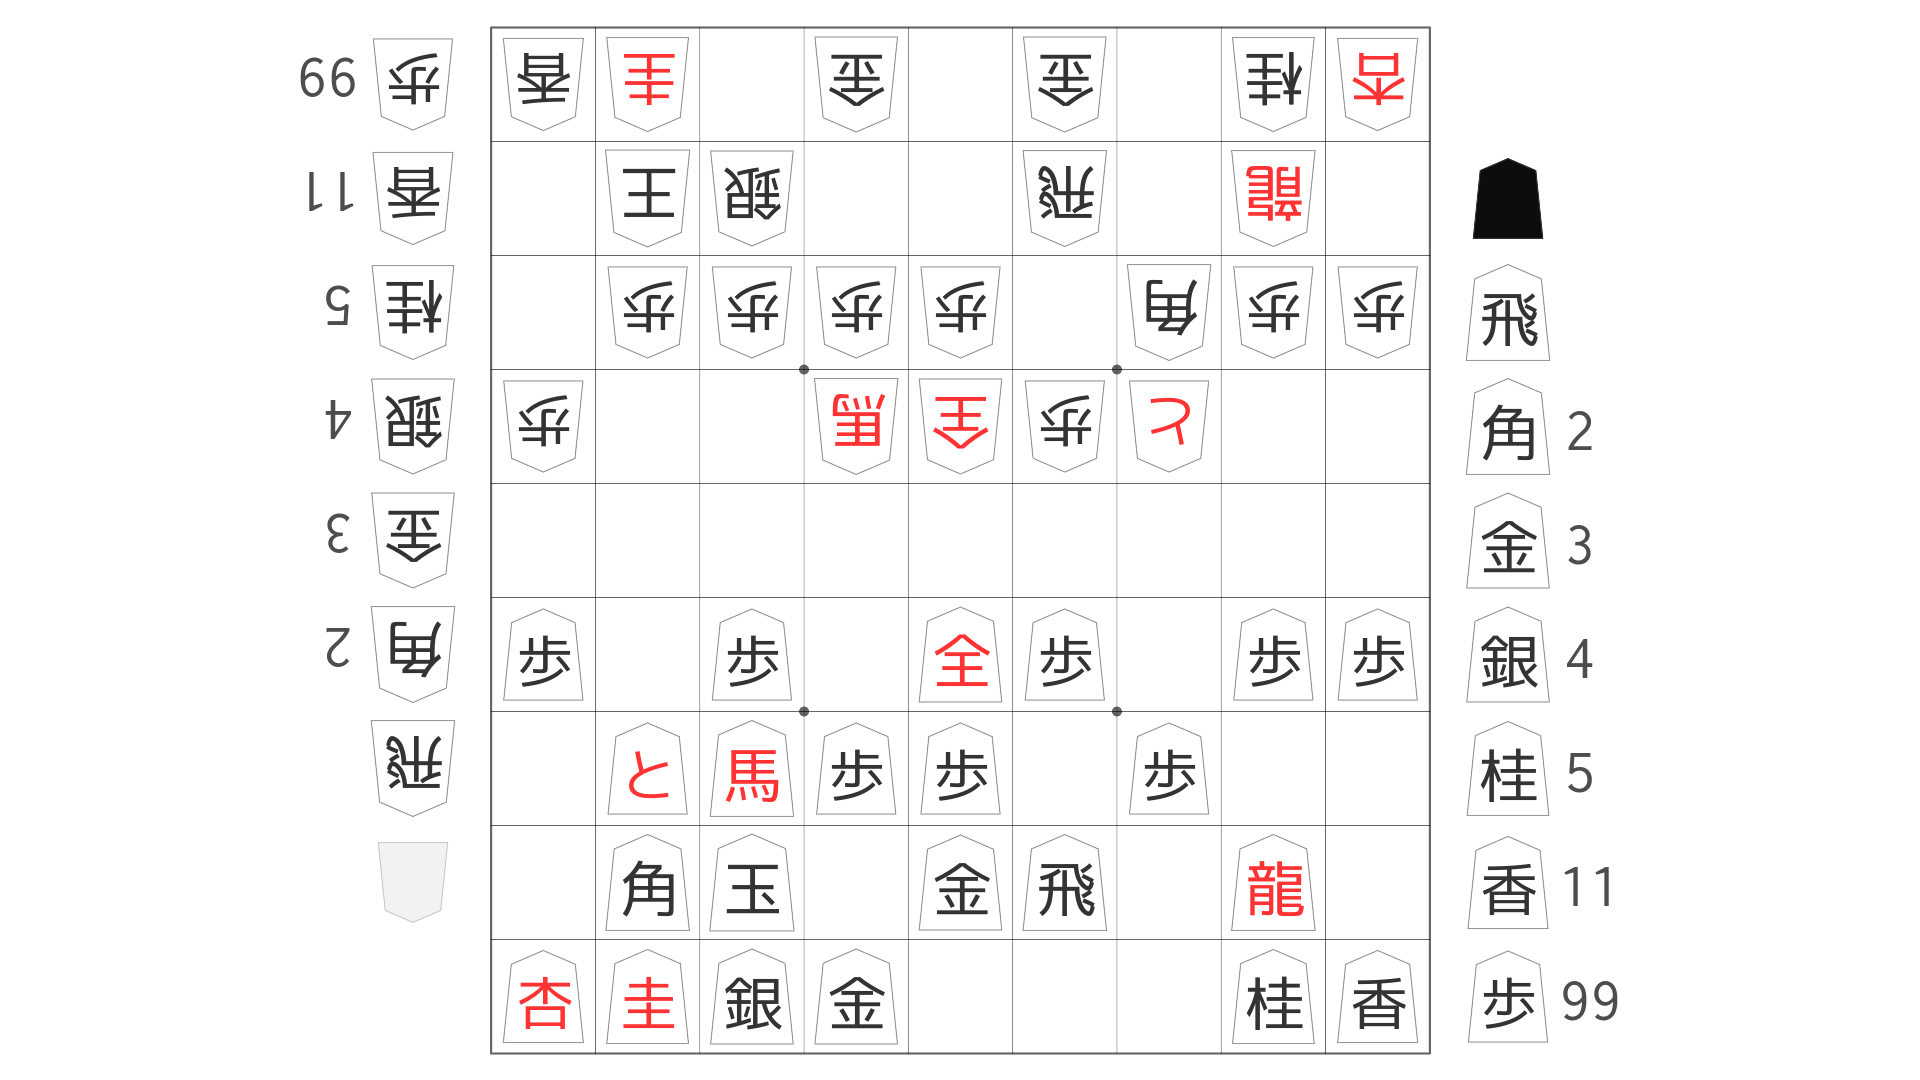 99 歩 香 圭 金 金 桂 杏
11 香 王 銀 飛 龍
5 桂 歩 歩 歩 歩 角 歩 歩 飛
4 銀 歩 馬 全 歩 と 角 2
3 金 金 3
2 角 歩 歩 全 歩 歩 歩 銀 4
飛 と 馬 歩 歩 歩 桂 5
角 玉 金 飛 龍 香 11
杏 圭 銀 金 桂 香 歩 99